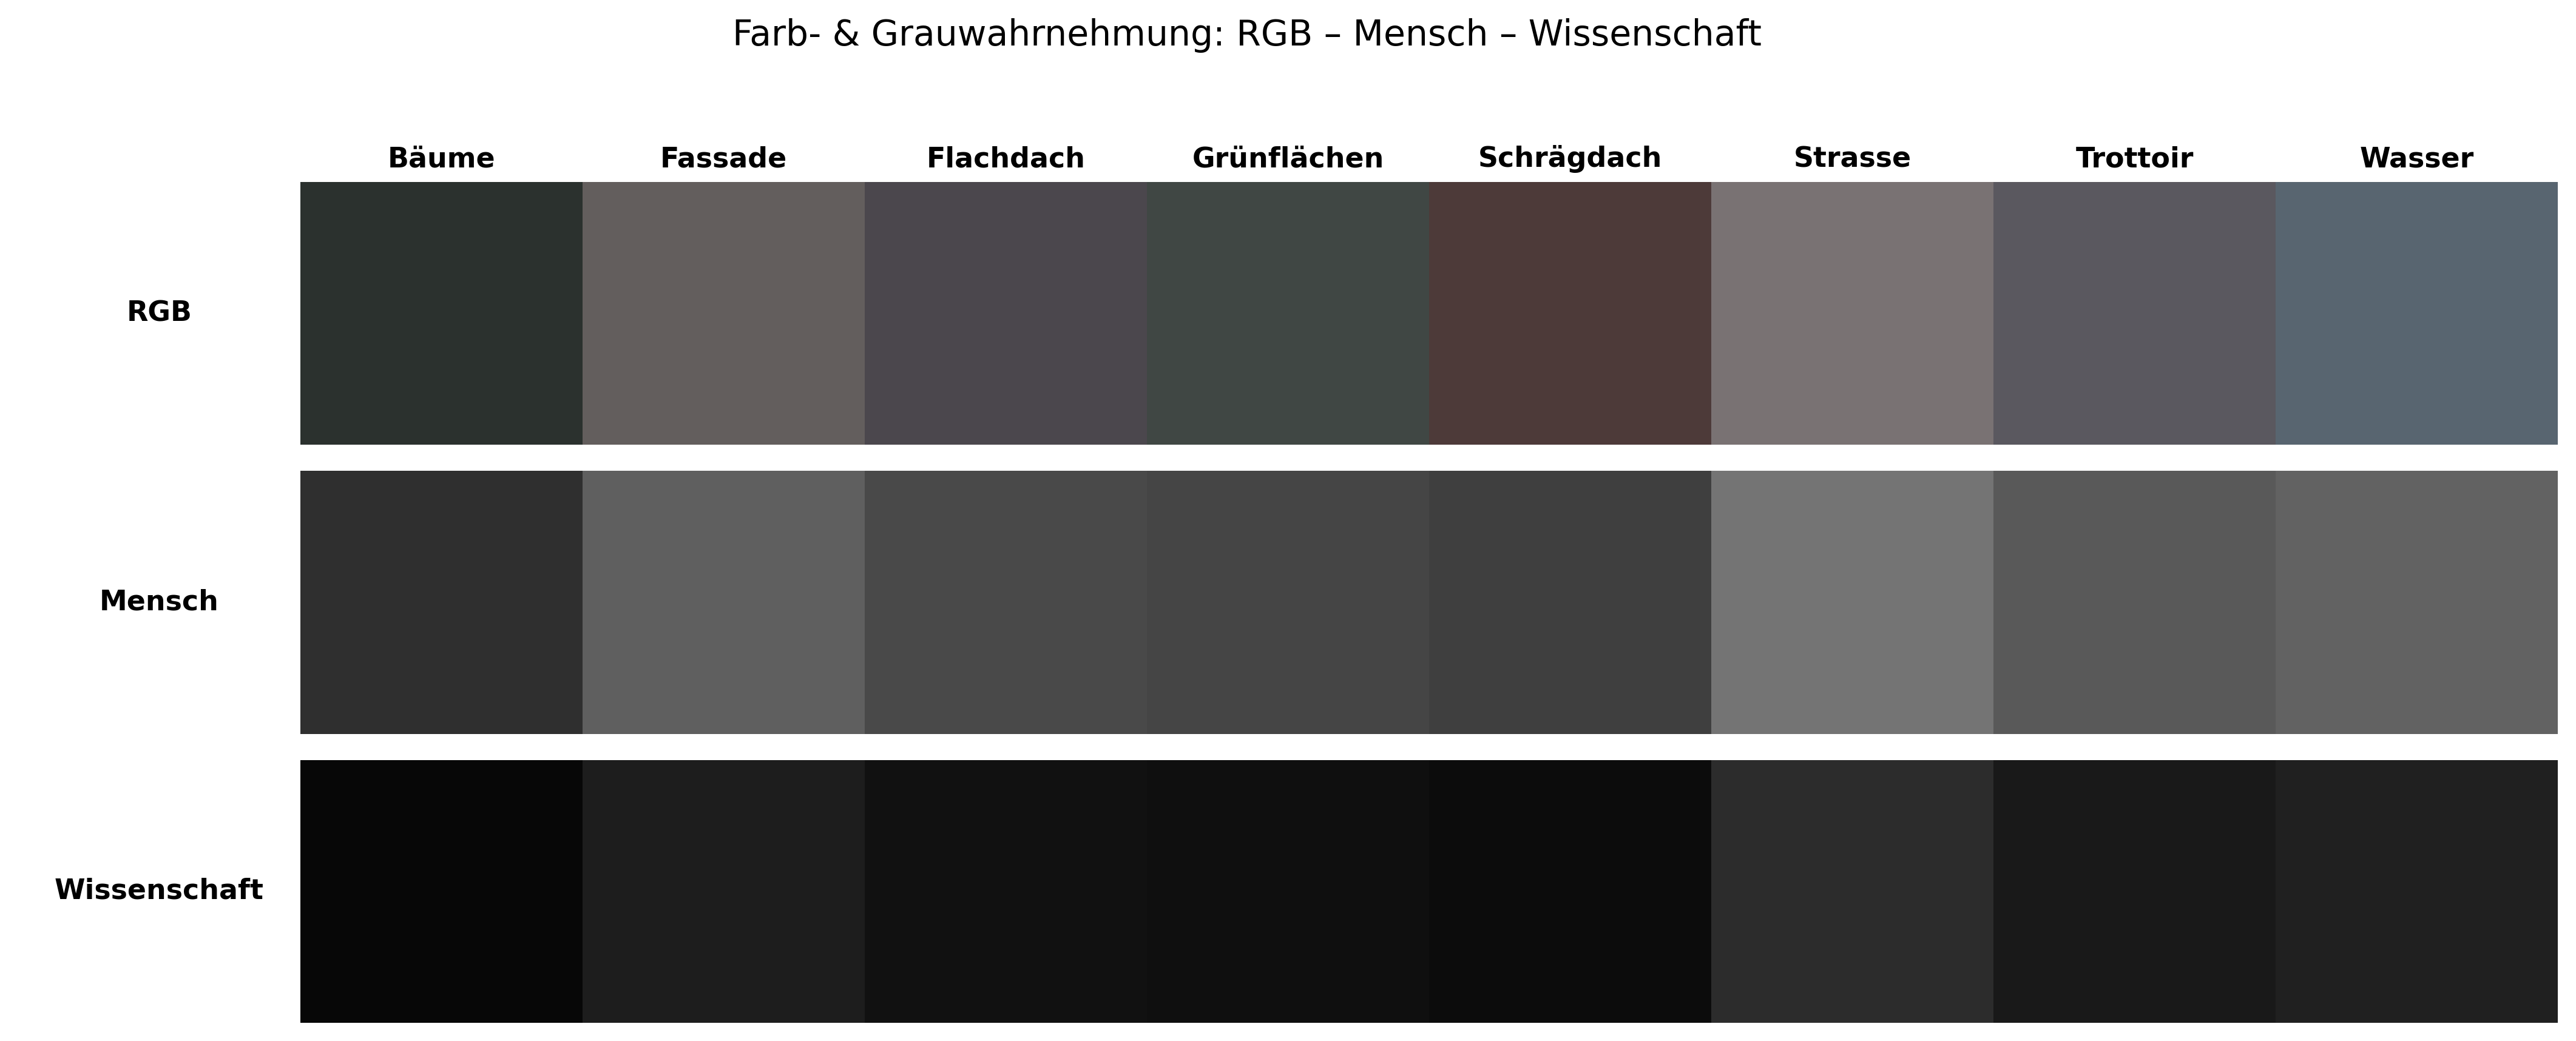 Farb- & Grauwahrnehmung: RGB – Mensch – Wissenschaft
Bäume Fassade Flachdach Grünflächen Schrägdach Strasse Trottoir Wasser
RGB
Mensch
Wissenschaft